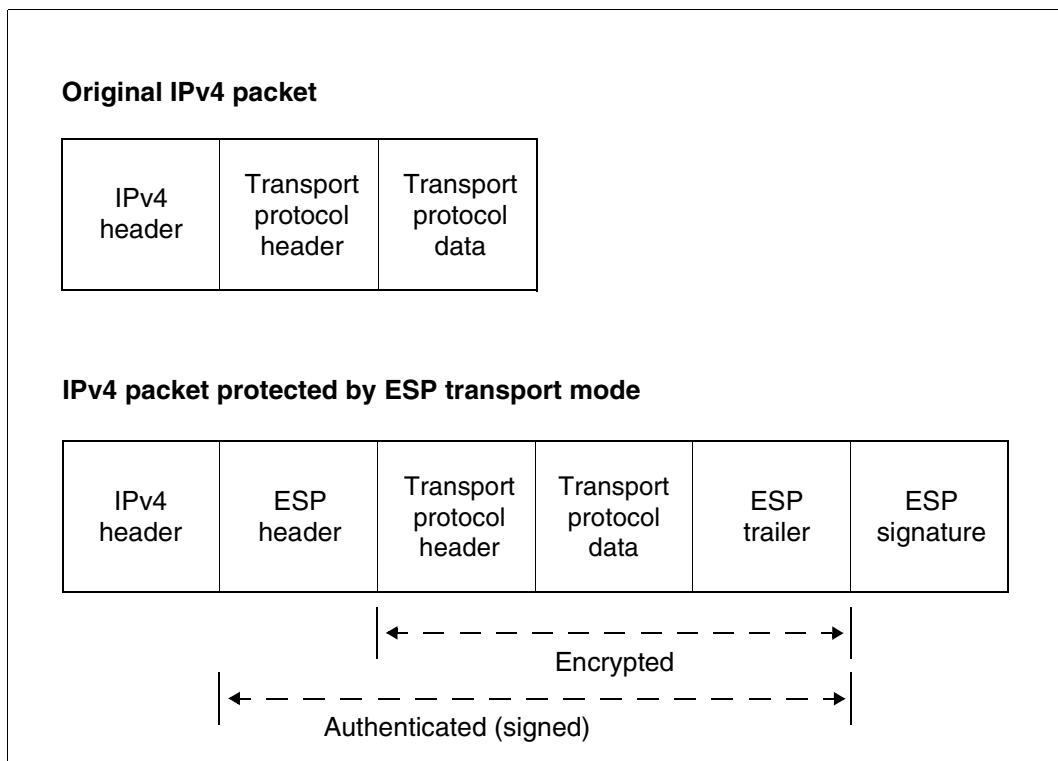 Original IPv4 packet
IPv4
header
Transport
protocol
header
Transport
protocol
data
IPv4 packet protected by ESP transport mode
IPv4
header
ESP
header
Transport
protocol
header
Transport
protocol
data
ESP
trailer
ESP
signature
Encrypted
Authenticated (signed)